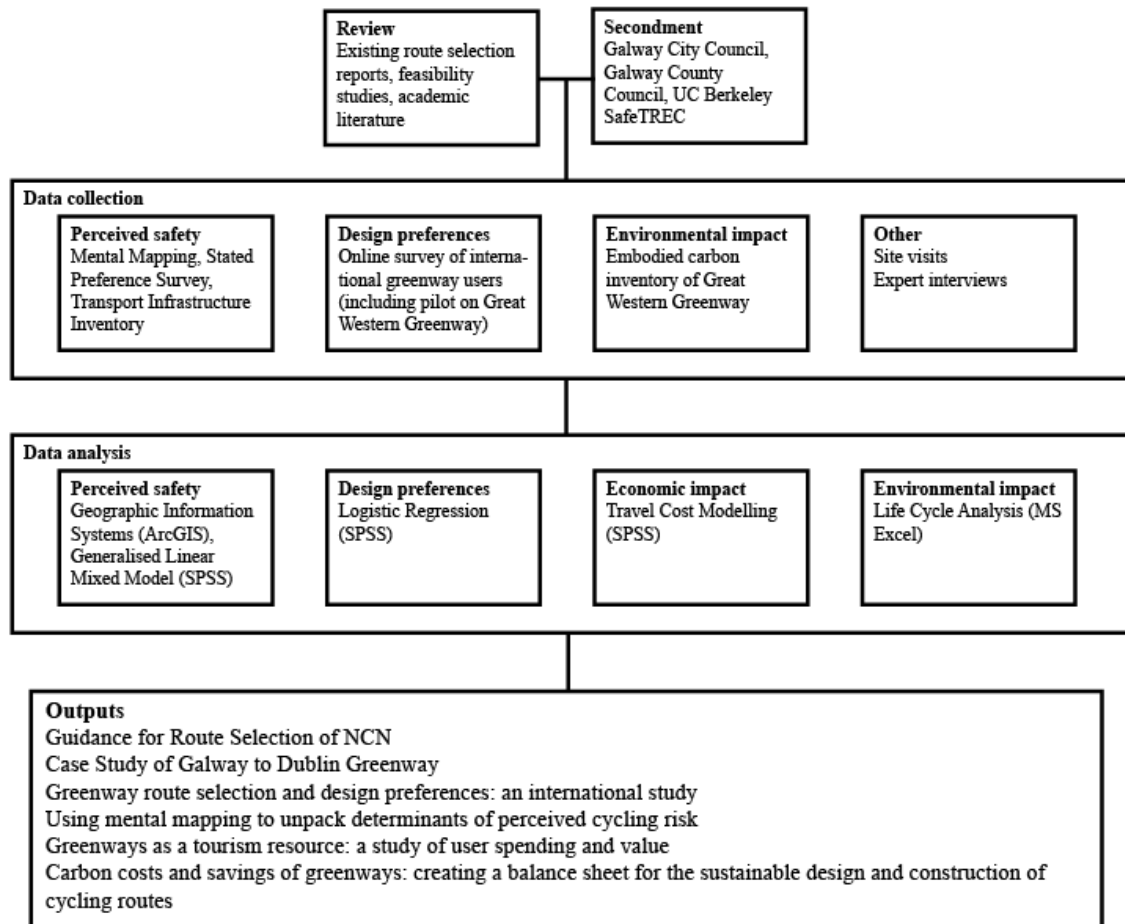 Review
Existing route selection
reports, feasibility
studies, academic
literature
Secondment
Galway City Council,
Galway County
Council, UC Berkeley
SafeTREC
Data collection
Perceived safety
Mental Mapping, Stated
Preference Survey,
Transport Infrastructure
Inventory
Design preferences
Online survey of interna-
tional greenway users
(including pilot on Great
Western Greenway)
Environmental impact
Embodied carbon
inventory of Great
Western Greenway
Other
Site visits
Expert interviews
Data analysis
Perceived safety
Geographic Information
Systems (ArcGIS),
Generalised Linear
Mixed Model (SPSS)
Design preferences
Logistic Regression
(SPSS)
Economic impact
Travel Cost Modelling
(SPSS)
Environmental impact
Life Cycle Analysis (MS
Excel)
Outputs
Guidance for Route Selection of NCN
Case Study of Galway to Dublin Greenway
Greenway route selection and design preferences: an international study
Using mental mapping to unpack determinants of perceived cycling risk
Greenways as a tourism resource: a study of user spending and value
Carbon costs and savings of greenways: creating a balance sheet for the sustainable design and construction of
cycling routes